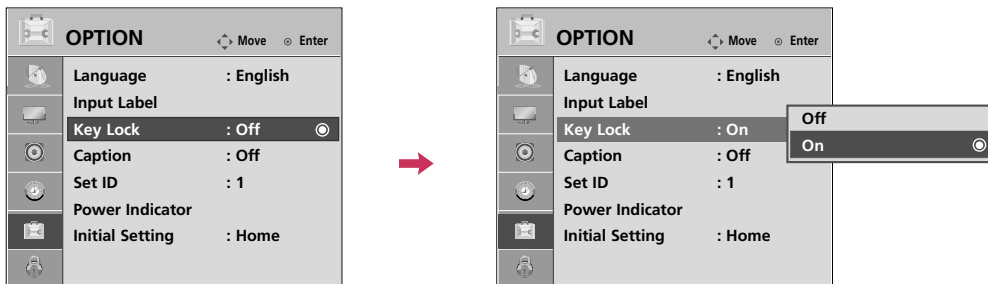 OPTION Move Enter
Language : English
Input Label
Key Lock : Off
Caption : Off
Set ID : 1
Power Indicator
Initial Setting : Home
OPTION Move Enter
Language : English
Input Label
Key Lock : On
Caption : Off
Set ID : 1
Power Indicator
Initial Setting : Home
Off
On